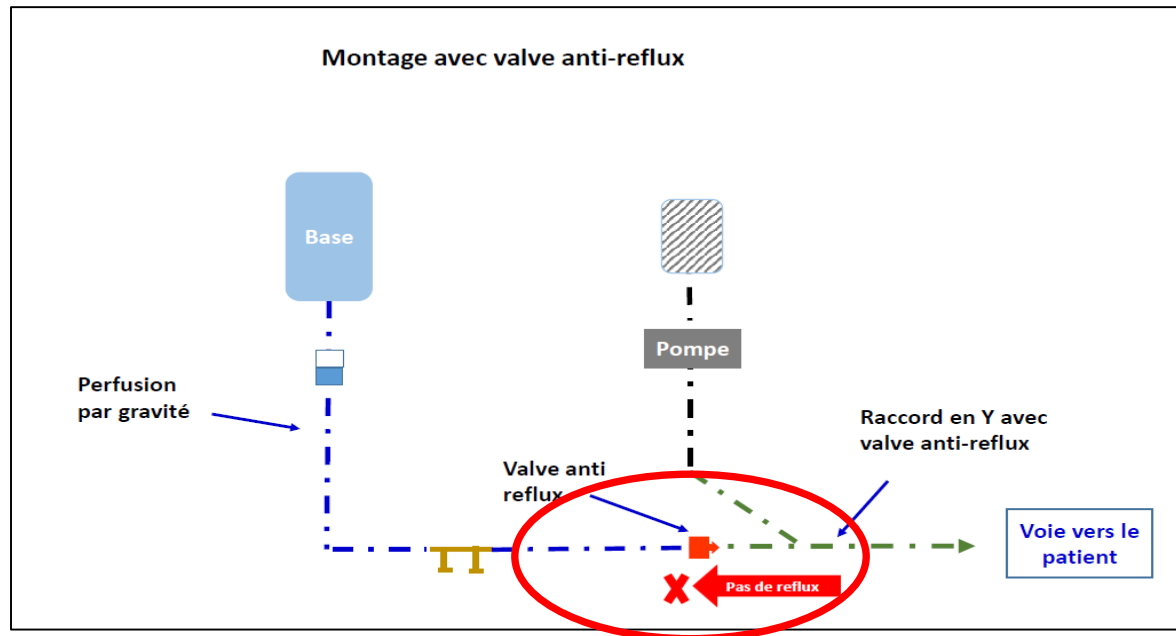 Montage avec valve anti-reflux
Base
Pompe
Perfusion
par gravité
Raccord en Y avec
valve anti-reflux
Valve anti
reflux
Voie vers le
patient
Pas de reflux